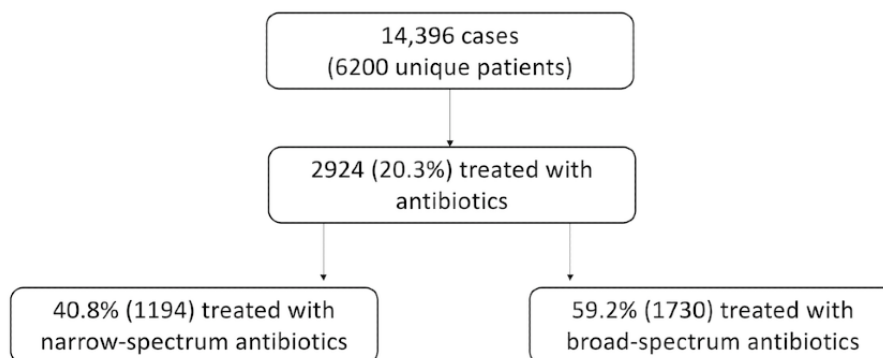 14,396 cases
(6200 unique patients)
2924 (20.3%) treated with
antibiotics
40.8% (1194) treated with
narrow-spectrum antibiotics
59.2% (1730) treated with
broad-spectrum antibiotics